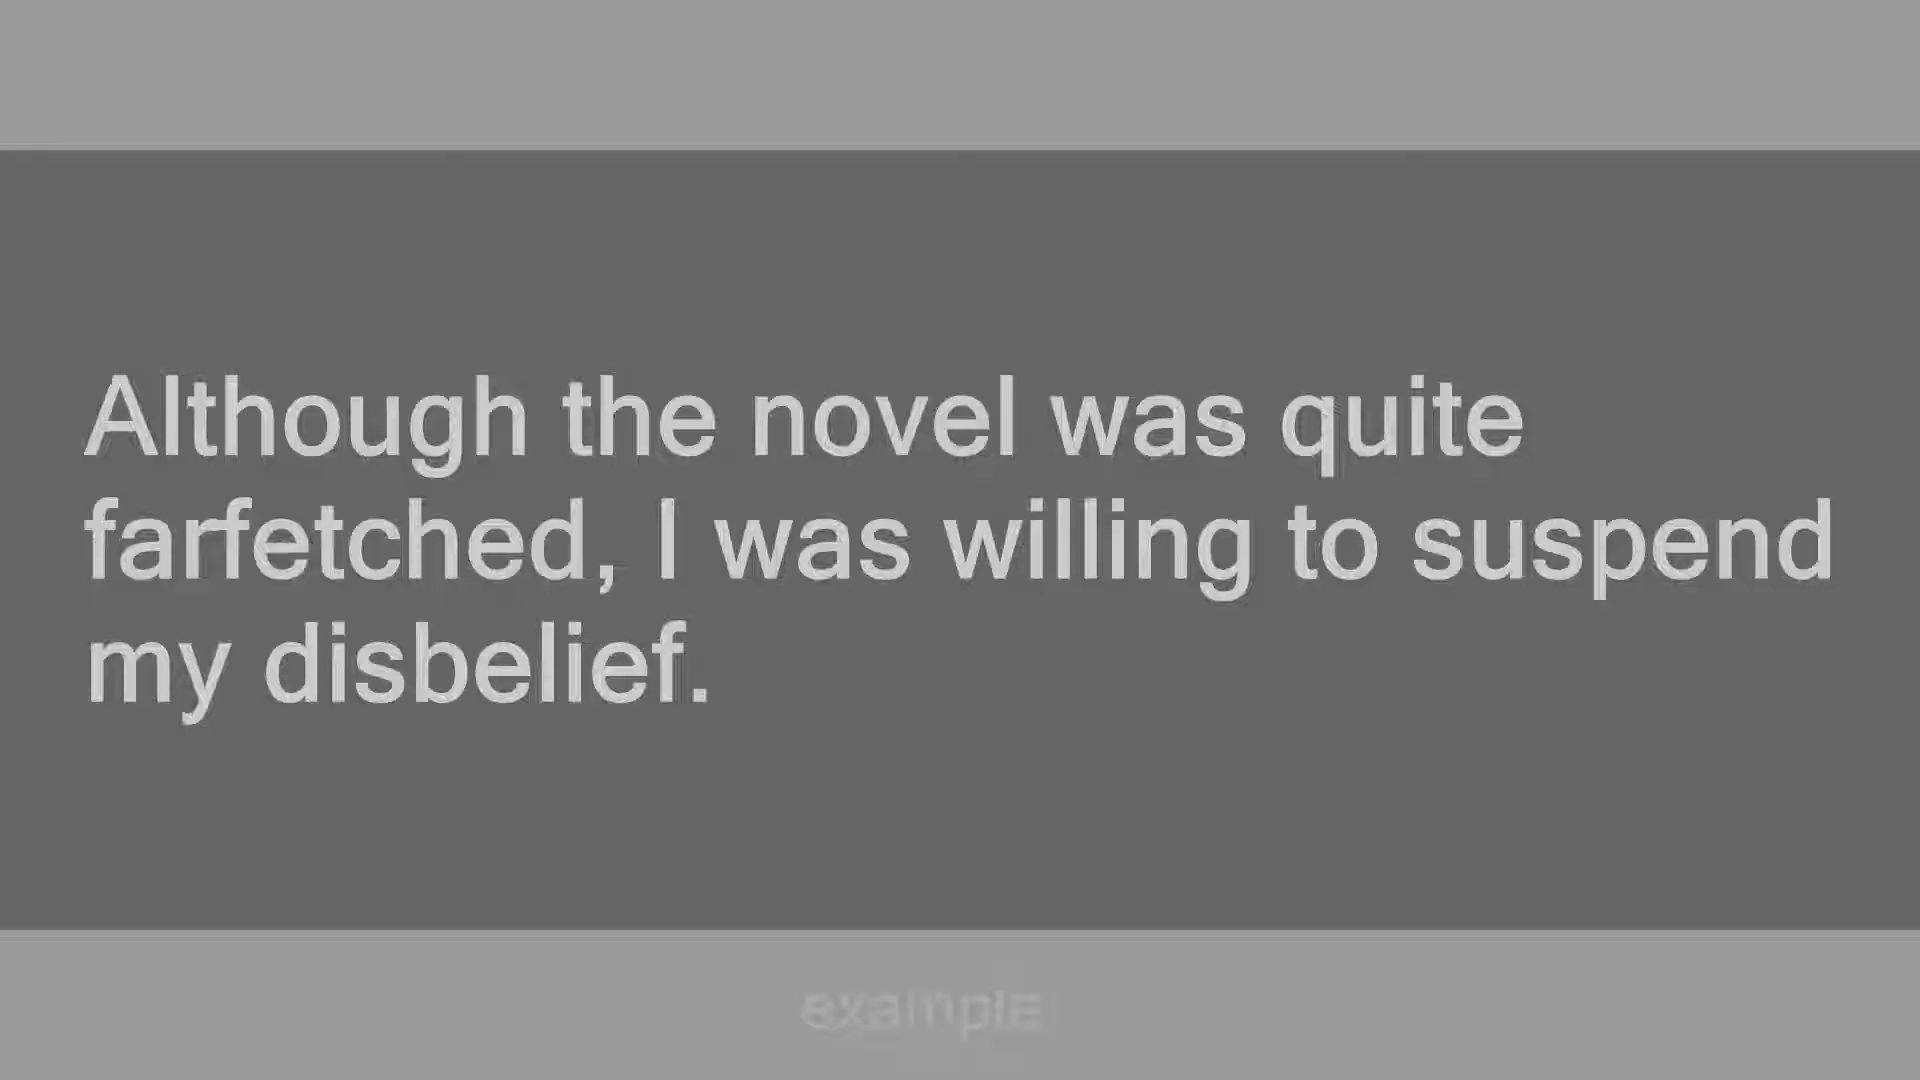 Although the novel was quite
farfetched, I was willing to suspend
my disbelief.
example